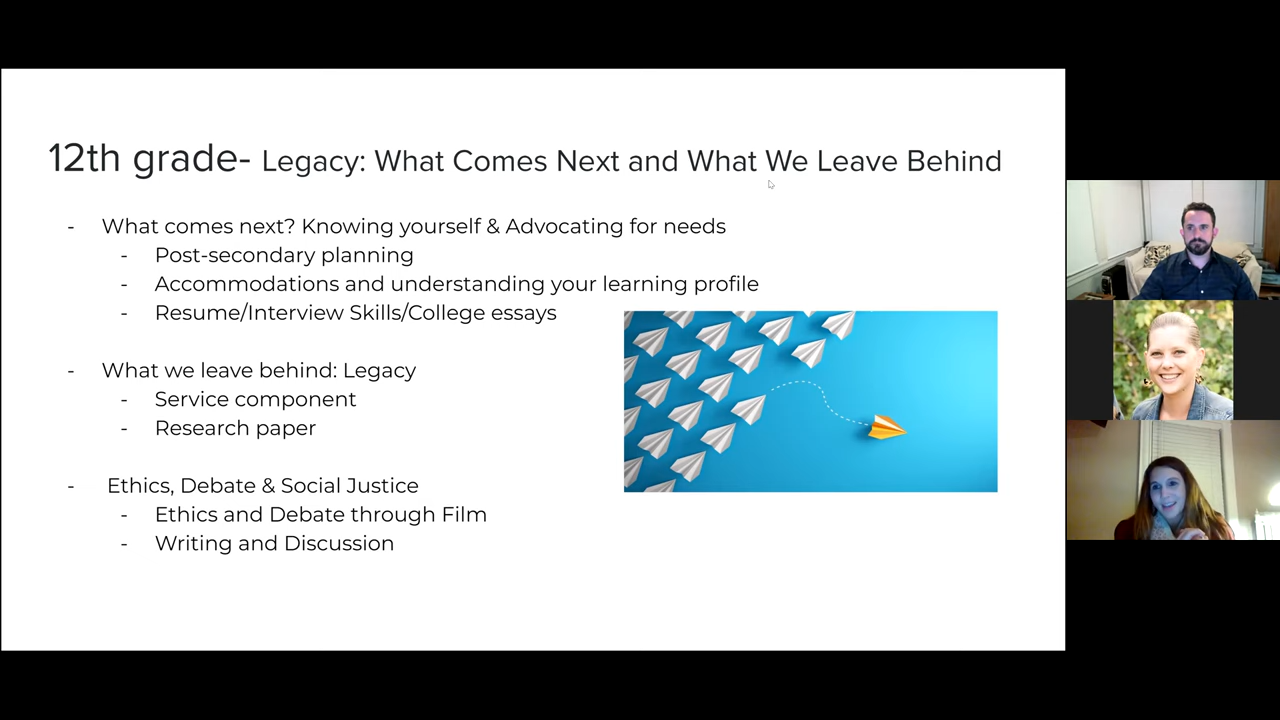 12th grade- Legacy: What Comes Next and What We Leave Behind
- What comes next? Knowing yourself & Advocating for needs
- Post-secondary planning
- Accommodations and understanding your learning profile
- Resume/Interview Skills/College essays
- What we leave behind: Legacy
- Service component
- Research paper
- Ethics, Debate & Social Justice
- Ethics and Debate through Film
- Writing and Discussion